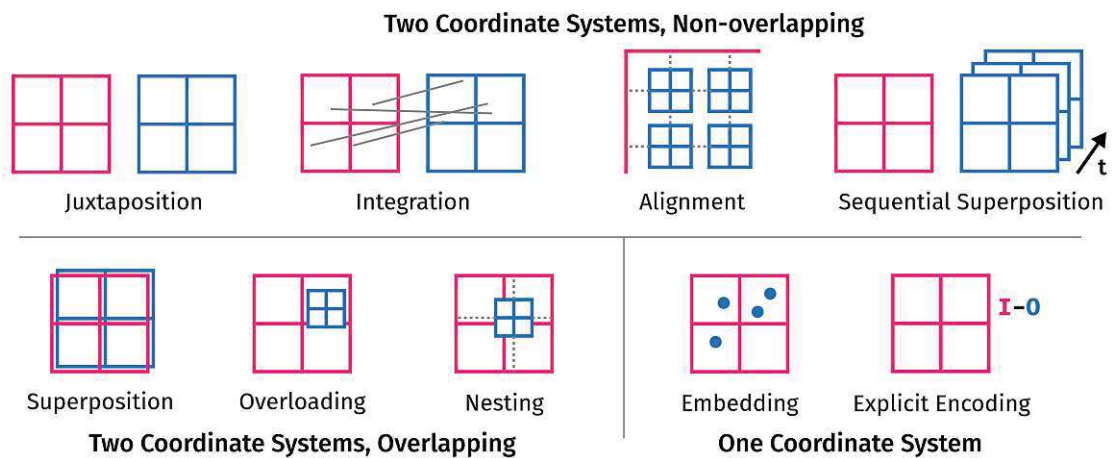 Two Coordinate Systems, Non-overlapping
t
Juxtaposition
Integration
Alignment
Sequential Superposition
I-O
Superposition
Overloading
Nesting
Embedding
Explicit Encoding
Two Coordinate Systems, Overlapping
One Coordinate System